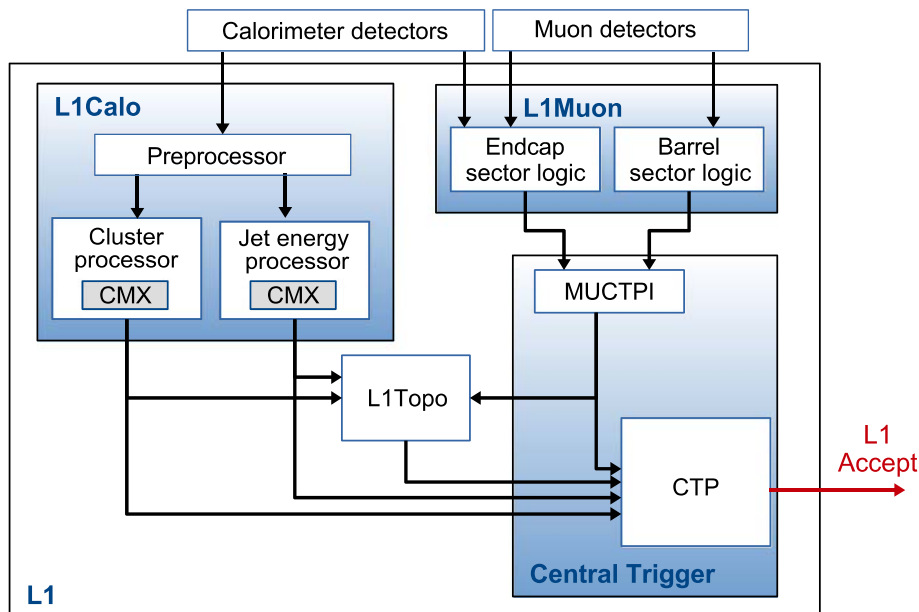 Calorimeter detectors
Muon detectors
L1Calo
L1Muon
Preprocessor
Endcap
sector logic
Barrel
sector logic
Cluster
processor
CMX
Jet energy
processor
CMX
MUCTPI
L1Topo
CTP
L1
Accept
Central Trigger
L1